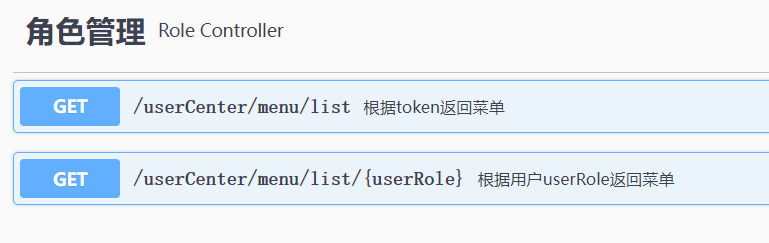 角色管理 Role Controller
GET /userCenter/menu/list 根据token返回菜单
GET /userCenter/menu/list/{userRole} 根据用户userRole返回菜单